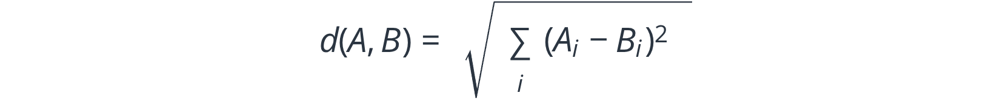 d(A, B) = √∑i (Ai − Bi)²